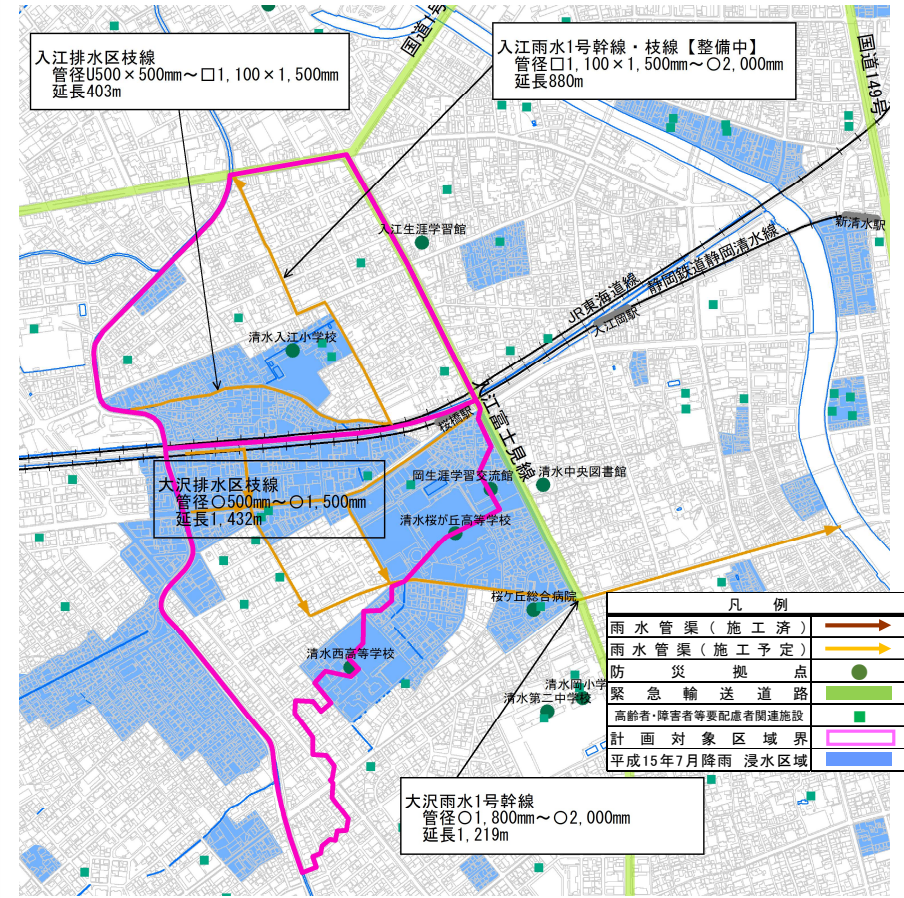 国道1号
入江排水区枝線
管径U500×500mm～□1,100×1,500mm
延長403m
入江雨水1号幹線・枝線【整備中】
管径□1,100×1,500mm～○2,000mm
延長880m
国道149号
入江生涯学習館
新清水駅
静岡鉄道静岡清水線
JR東海道線
入江岡駅
清水入江小学校
入江富士見線
桜橋駅
大沢排水区枝線
管径○500mm～○1,500mm
延長1,432m
岡生涯学習交流館
清水中央図書館
清水桜が丘高等学校
桜ケ丘総合病院
清水西高等学校
清水岡小学
清水第二中学校
凡例
雨水管渠(施工済)
雨水管渠(施工予定)
防災拠点
緊急輸送道路
高齢者・障害者等要配慮者関連施設
計画対象区域界
平成15年7月降雨 浸水区域
大沢雨水1号幹線
管径○1,800mm～○2,000mm
延長1,219m